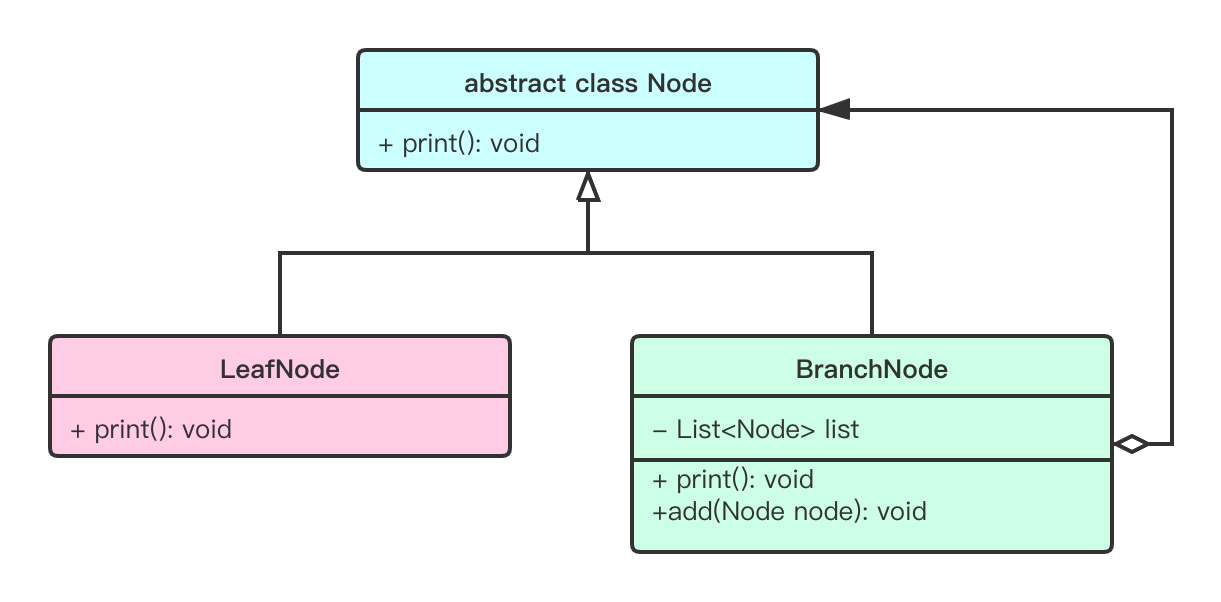 abstract class Node
+ print(): void
LeafNode
+ print(): void
BranchNode
– List<Node> list
+ print(): void
+add(Node node): void